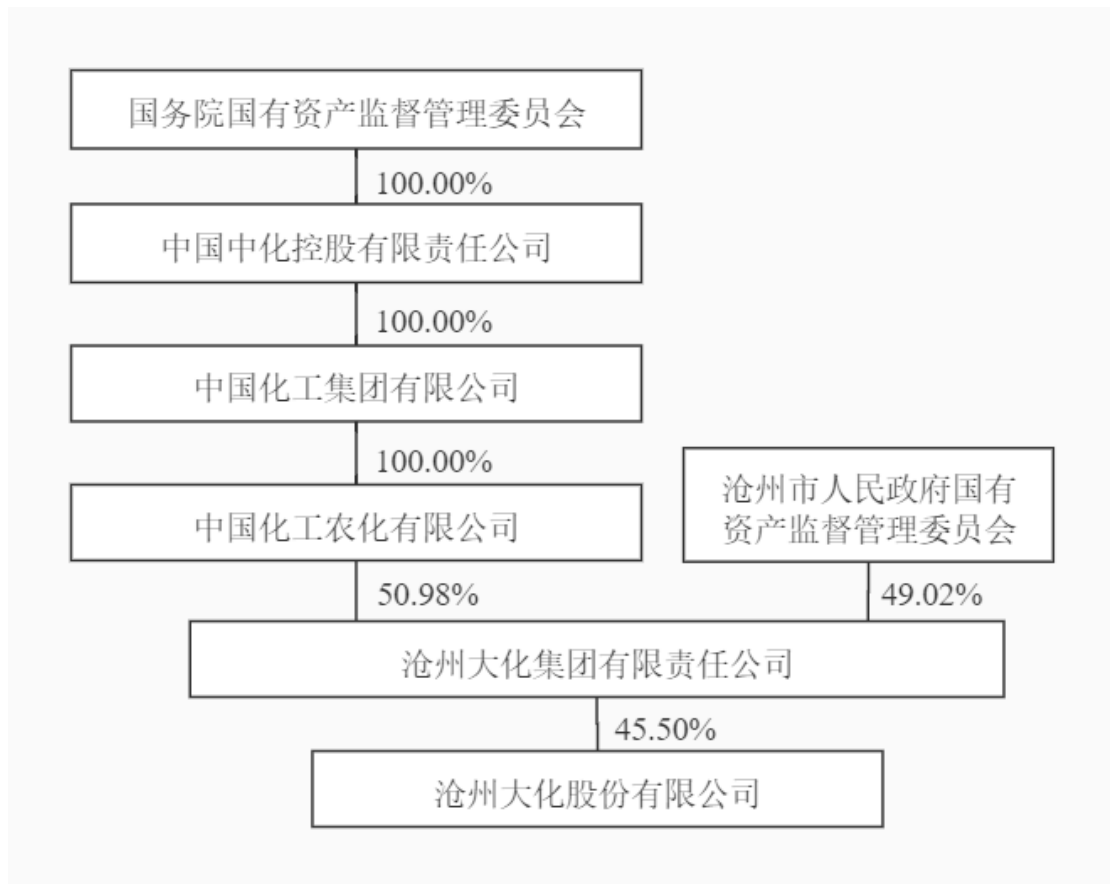 国务院国有资产监督管理委员会
100.00%
中国中化控股有限责任公司
100.00%
中国化工集团有限公司
100.00%
中国化工农化有限公司
沧州市人民政府国有
资产监督管理委员会
50.98%
49.02%
沧州大化集团有限责任公司
45.50%
沧州大化股份有限公司